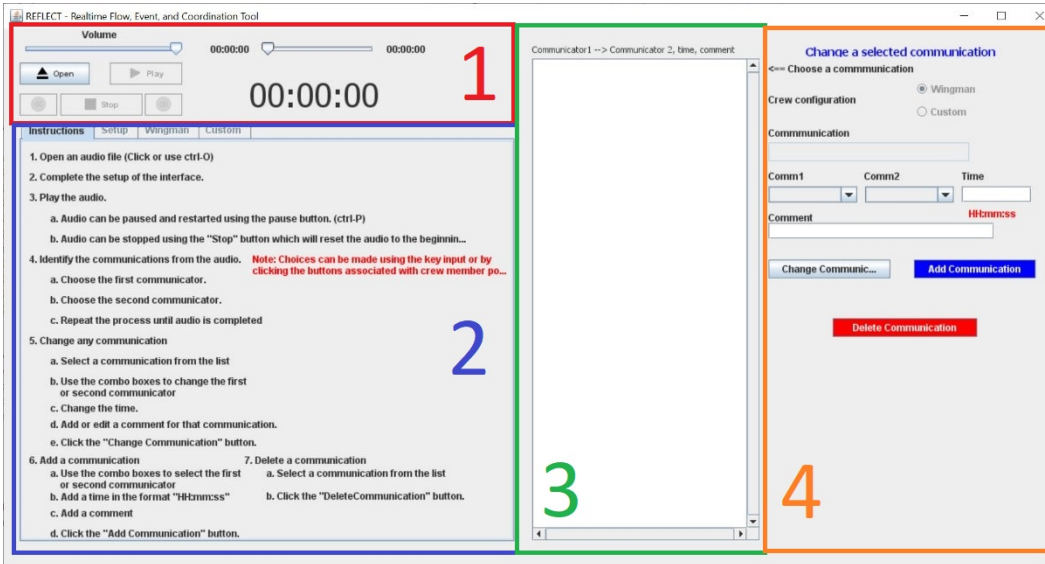 REFLECT - Realtime Flow, Event, and Coordination Tool
Volume
00:00:00
00:00:00
Open
Play
Stop
00:00:00
1
Instructions Setup Wingman Custom
1. Open an audio file (Click or use ctrl-O)
2. Complete the setup of the interface.
3. Play the audio.
a. Audio can be paused and restarted using the pause button. (ctrl-P)
b. Audio can be stopped using the "Stop" button which will reset the audio to the beginnin...
4. Identify the communications from the audio.
Note: Choices can be made using the key input or by
clicking the buttons associated with crew member po...
a. Choose the first communicator.
b. Choose the second communicator.
c. Repeat the process until audio is completed
5. Change any communication
a. Select a communication from the list
b. Use the combo boxes to change the first
or second communicator
c. Change the time.
d. Add or edit a comment for that communication.
e. Click the "Change Communication" button.
2
6. Add a communication
a. Use the combo boxes to select the first
or second communicator
b. Add a time in the format "HH:mm:ss"
c. Add a comment
d. Click the "Add Communication" button.
7. Delete a communication
a. Select a communication from the list
b. Click the "DeleteCommunication" button.
Communicator1 --> Communicator 2, time, comment
3
Change a selected communication
<-- Choose a commmunication
Crew configuration
Wingman
Custom
Commmunication
Comm1 Comm2 Time
HH:mm:ss
Comment
Change Communic...
Add Communication
Delete Communication
4